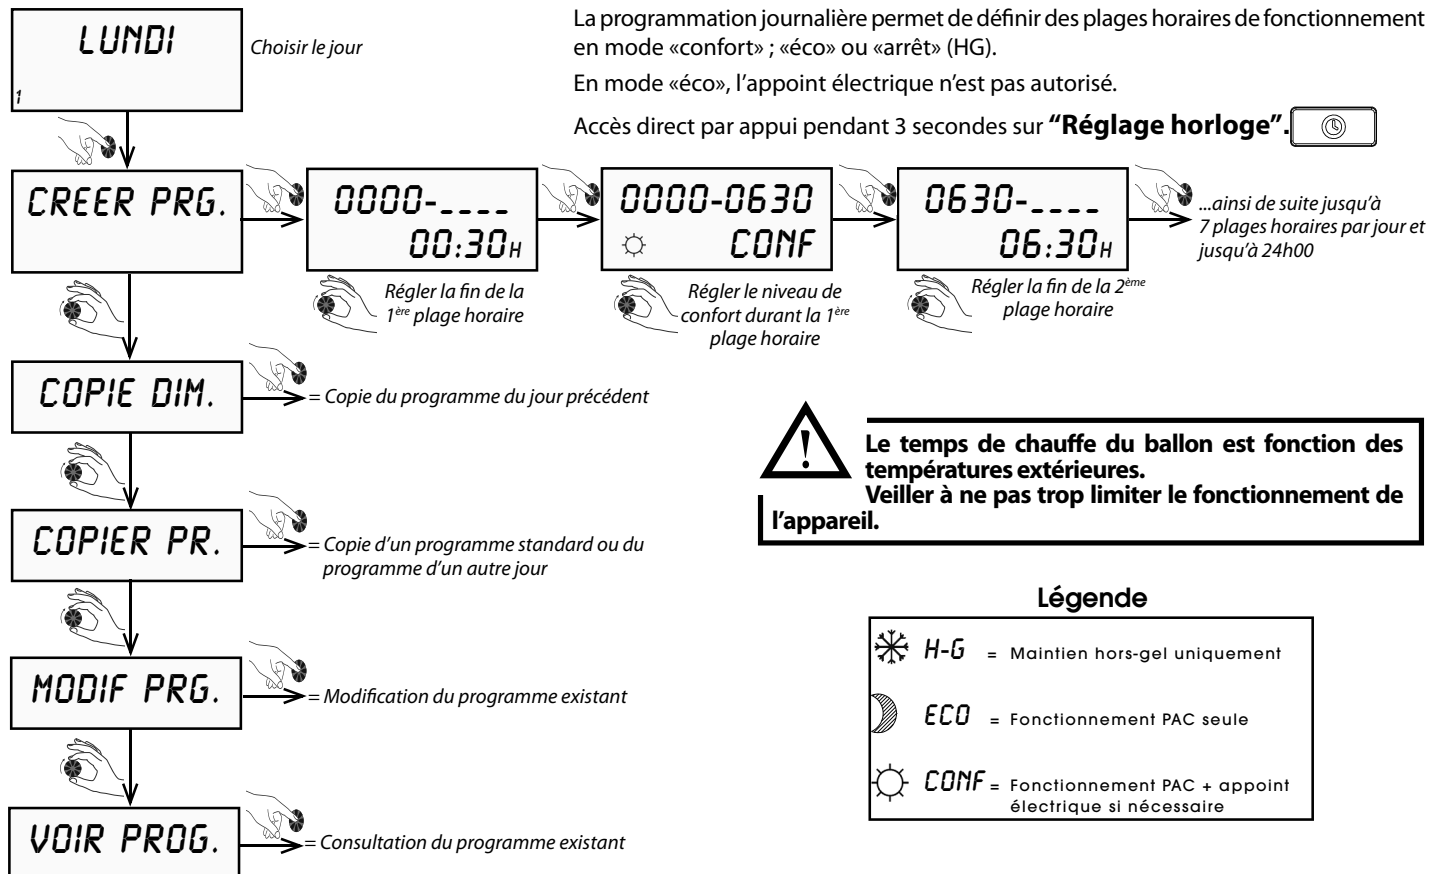 LUNDI
1
Choisir le jour
La programmation journalière permet de définir des plages horaires de fonctionnement
en mode «confort» ; «éco» ou «arrêt» (HG).
En mode «éco», l'appoint électrique n'est pas autorisé.
Accès direct par appui pendant 3 secondes sur “Réglage horloge”.
CREER PRG.
0000-____
00:30H
0000-0630
CONF
0630-____
06:30H
...ainsi de suite jusqu'à
7 plages horaires par jour et
jusqu'à 24h00
Régler la fin de la
1ère plage horaire
Régler le niveau de
confort durant la 1ère
plage horaire
Régler la fin de la 2ème
plage horaire
COPIE DIM.
= Copie du programme du jour précédent
COPIER PR.
= Copie d'un programme standard ou du
programme d'un autre jour
MODIF PRG.
= Modification du programme existant
VOIR PROG.
= Consultation du programme existant
!
Le temps de chauffe du ballon est fonction des
températures extérieures.
Veiller à ne pas trop limiter le fonctionnement de
l'appareil.
Légende
H-G = Maintien hors-gel uniquement
ECO = Fonctionnement PAC seule
CONF = Fonctionnement PAC + appoint
électrique si nécessaire